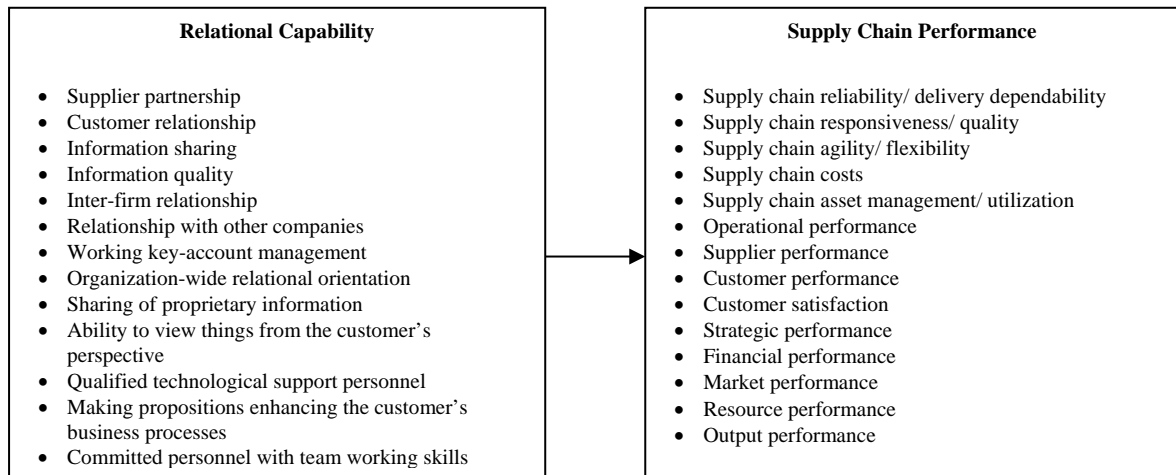 Relational Capability
• Supplier partnership
• Customer relationship
• Information sharing
• Information quality
• Inter-firm relationship
• Relationship with other companies
• Working key-account management
• Organization-wide relational orientation
• Sharing of proprietary information
• Ability to view things from the customer's
perspective
• Qualified technological support personnel
• Making propositions enhancing the customer's
business processes
• Committed personnel with team working skills
Supply Chain Performance
• Supply chain reliability/ delivery dependability
• Supply chain responsiveness/ quality
• Supply chain agility/ flexibility
• Supply chain costs
• Supply chain asset management/ utilization
• Operational performance
• Supplier performance
• Customer performance
• Customer satisfaction
• Strategic performance
• Financial performance
• Market performance
• Resource performance
• Output performance